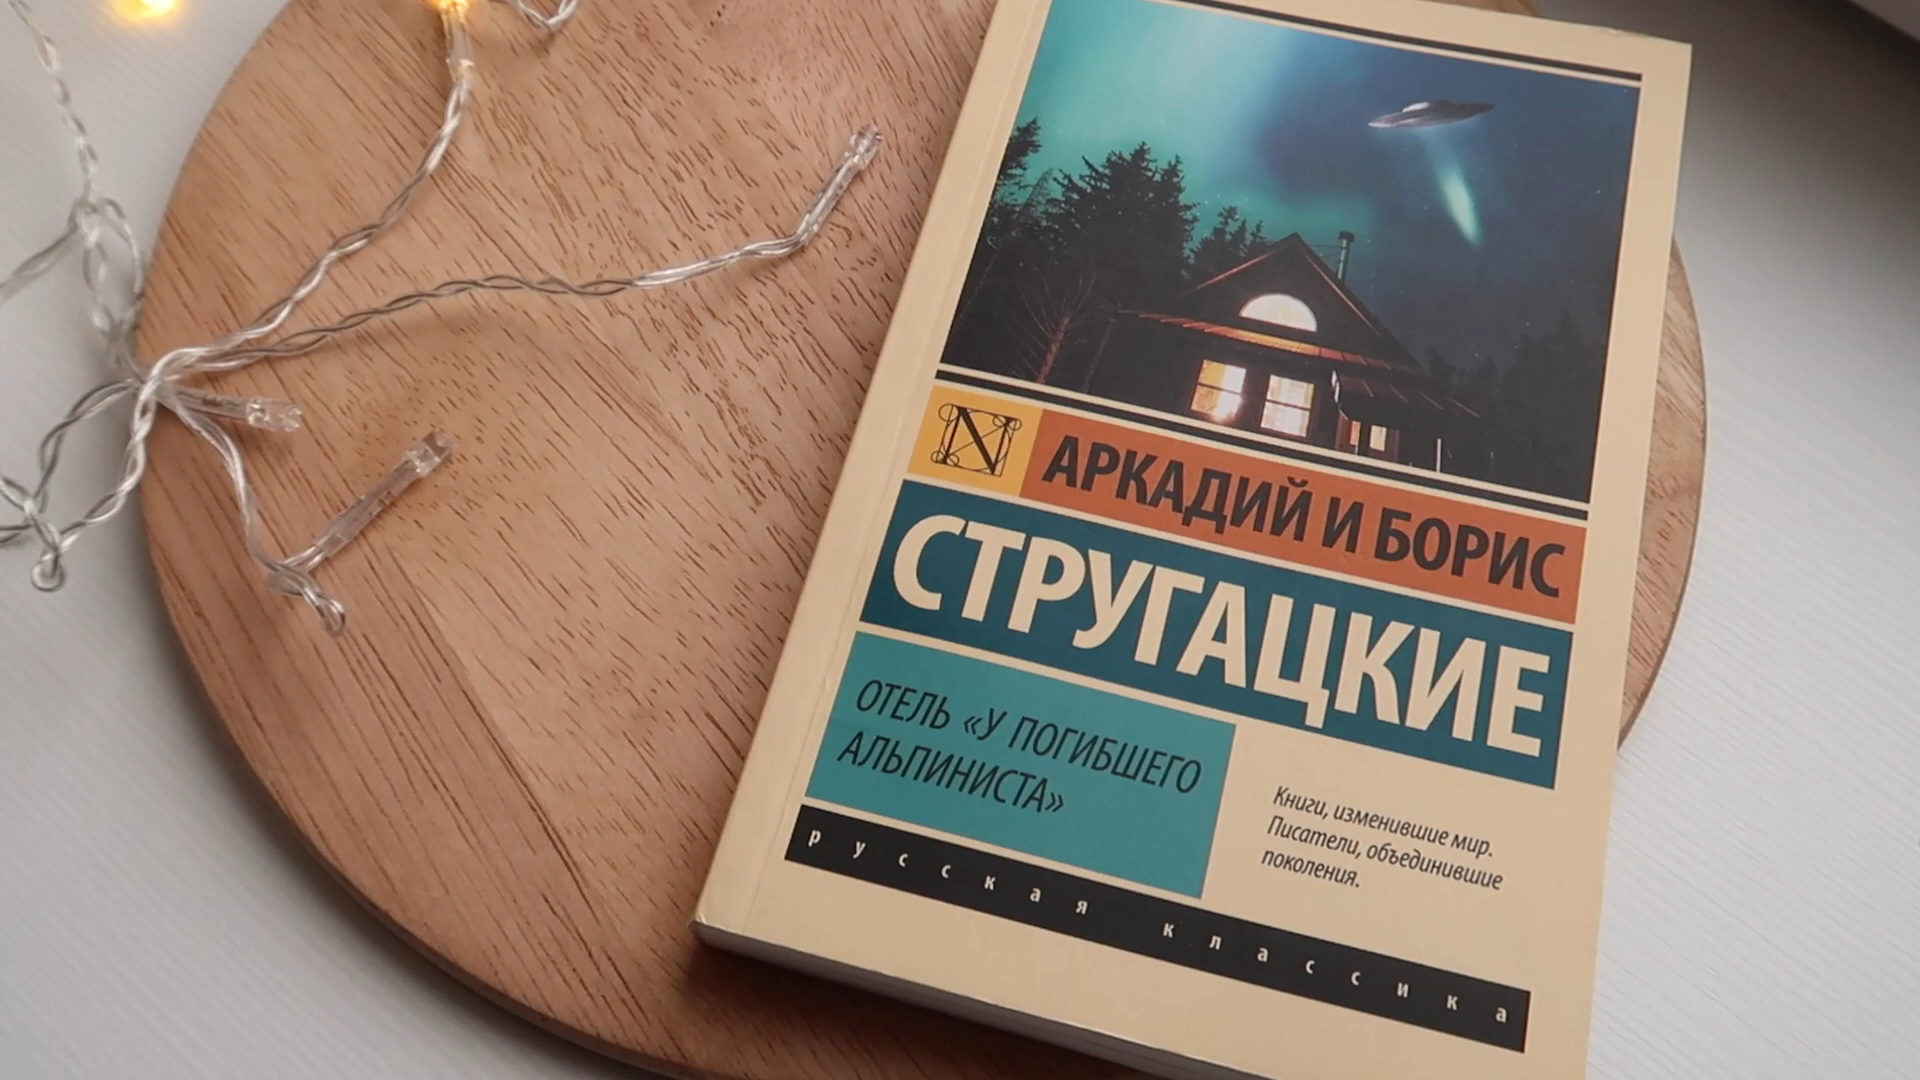 N
АРКАДИЙ И БОРИС
СТРУГАЦКИЕ
ОТЕЛЬ «У ПОГИБШЕГО
АЛЬПИНИСТА»
Книги, изменившие мир.
Писатели, объединившие
поколения.
русская классика